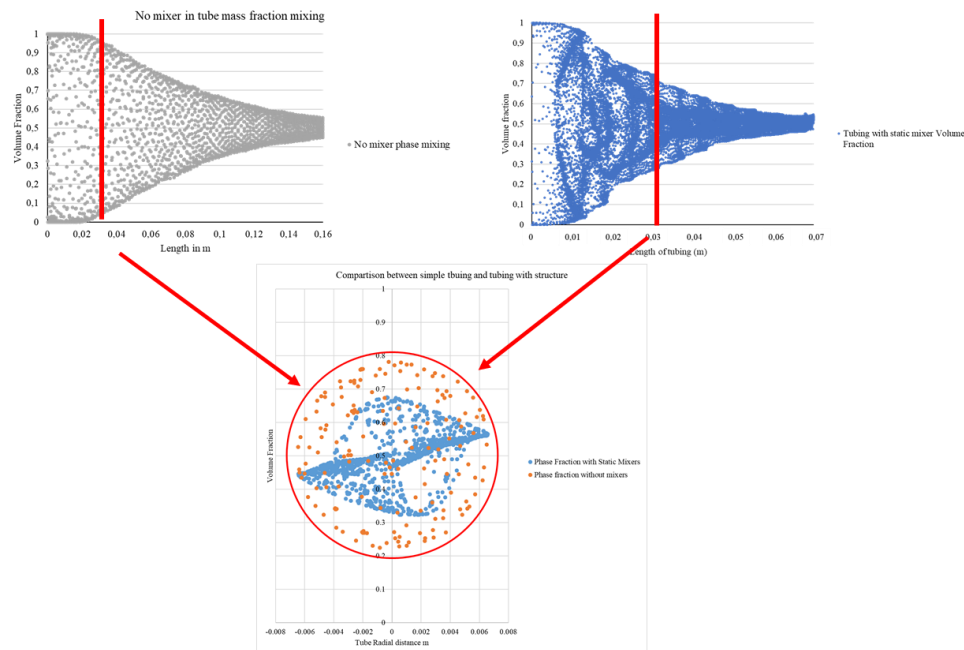 No mixer in tube mass fraction mixing
1
0,9
0,8
0,7
0,6
0,5
0,4
0,3
0,2
0,1
0
Volume Fraction
0 0,02 0,04 0,06 0,08 0,1 0,12 0,14 0,16
Length in m
No mixer phase mixing
1
0,9
0,8
0,7
0,6
0,5
0,4
0,3
0,2
0,1
0
Volume fraction
0 0,01 0,02 0,03 0,04 0,05 0,06 0,07
Length of tubing (m)
Tubing with static mixer Volume
Fraction
Comparison between simple tbuing and tubing with structure
1
0.9
0.8
0.7
0.6
0.5
0.4
0.3
0.2
0.1
0
Volume Fraction
-0.008 -0.006 -0.004 -0.002 0 0.002 0.004 0.006 0.008
Tube Radial distance m
Phase Fraction with Static Mixers
Phase fraction without mixers